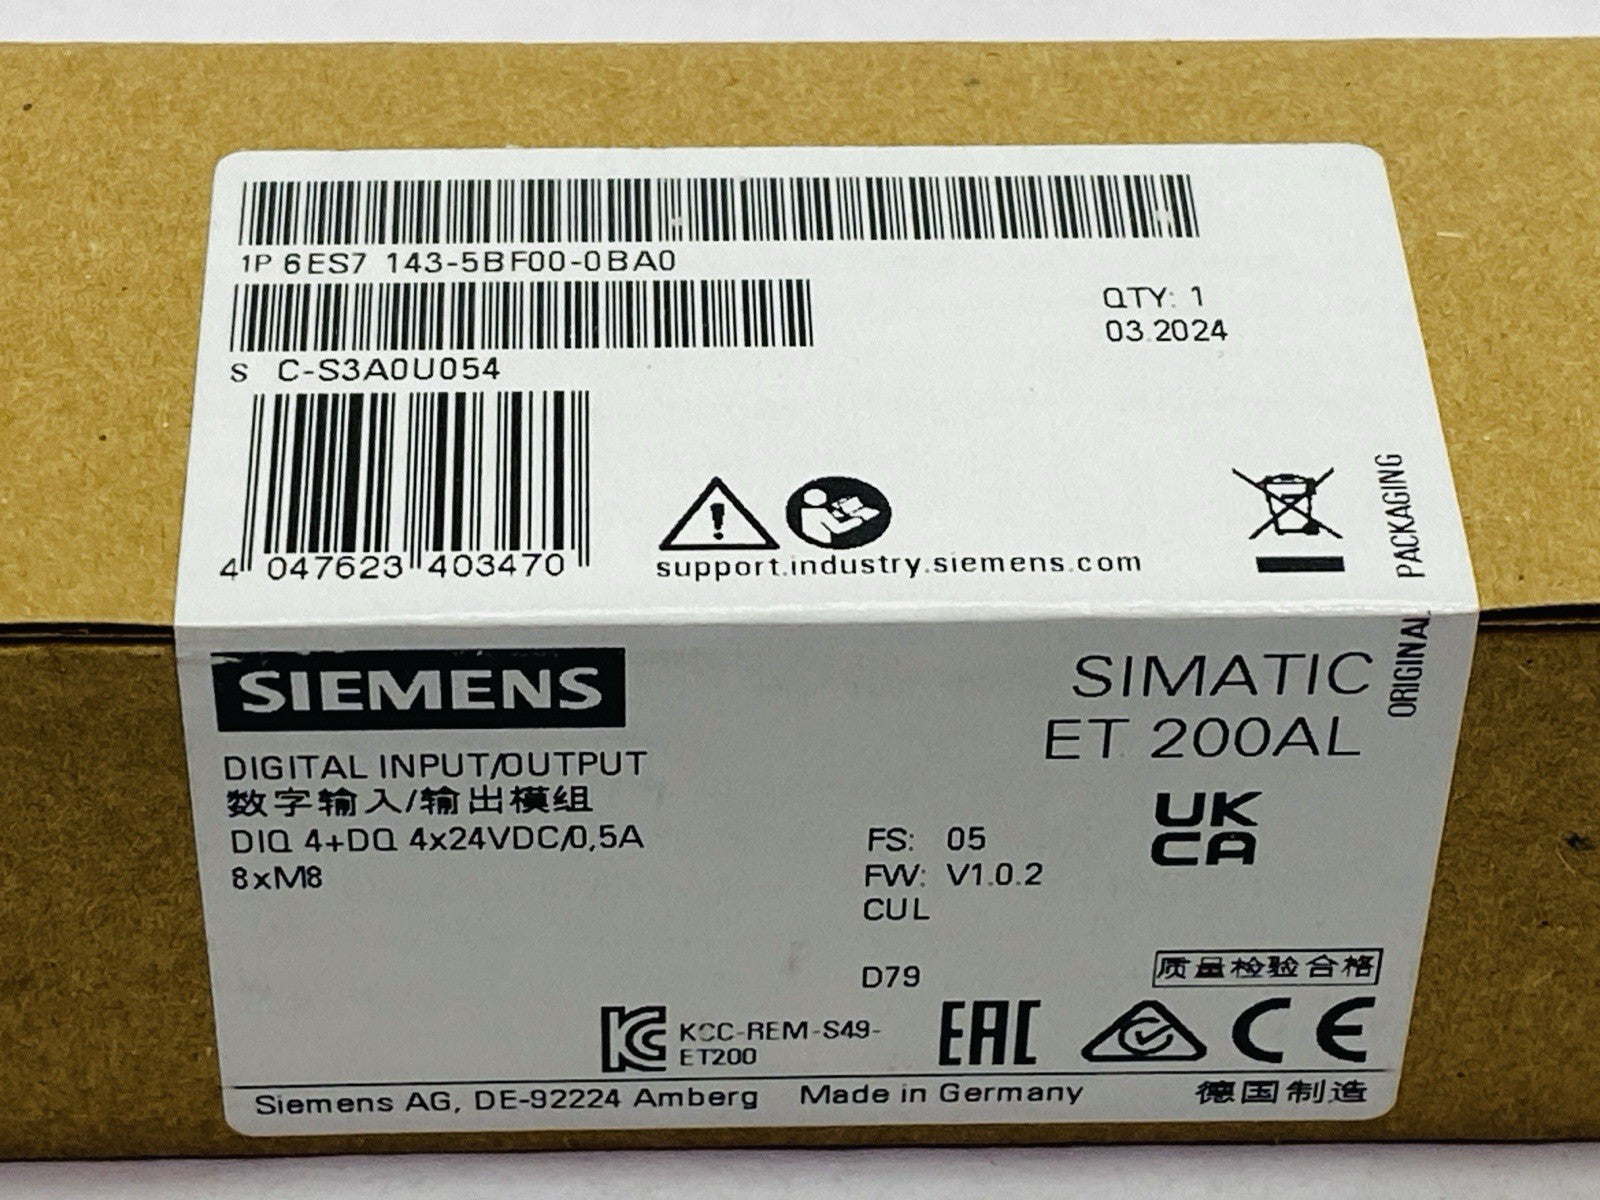 1P 6ES7 143-5BF00-0BA0
QTY: 1
03.2024
S C-S3A0U054
4 047623 403470
support.industry.siemens.com
ORIGINAL PACKAGING
SIEMENS
SIMATIC
ET 200AL
DIGITAL INPUT/OUTPUT
数字输入/输出模组
DIQ 4+DQ 4x24VDC/0,5A
8xM8
FS: 05
FW: V1.0.2
CUL
UK
CA
D79
质量检验合格
KCC-REM-S49-
ET200
EAC
CE
Siemens AG, DE-92224 Amberg Made in Germany 德国制造